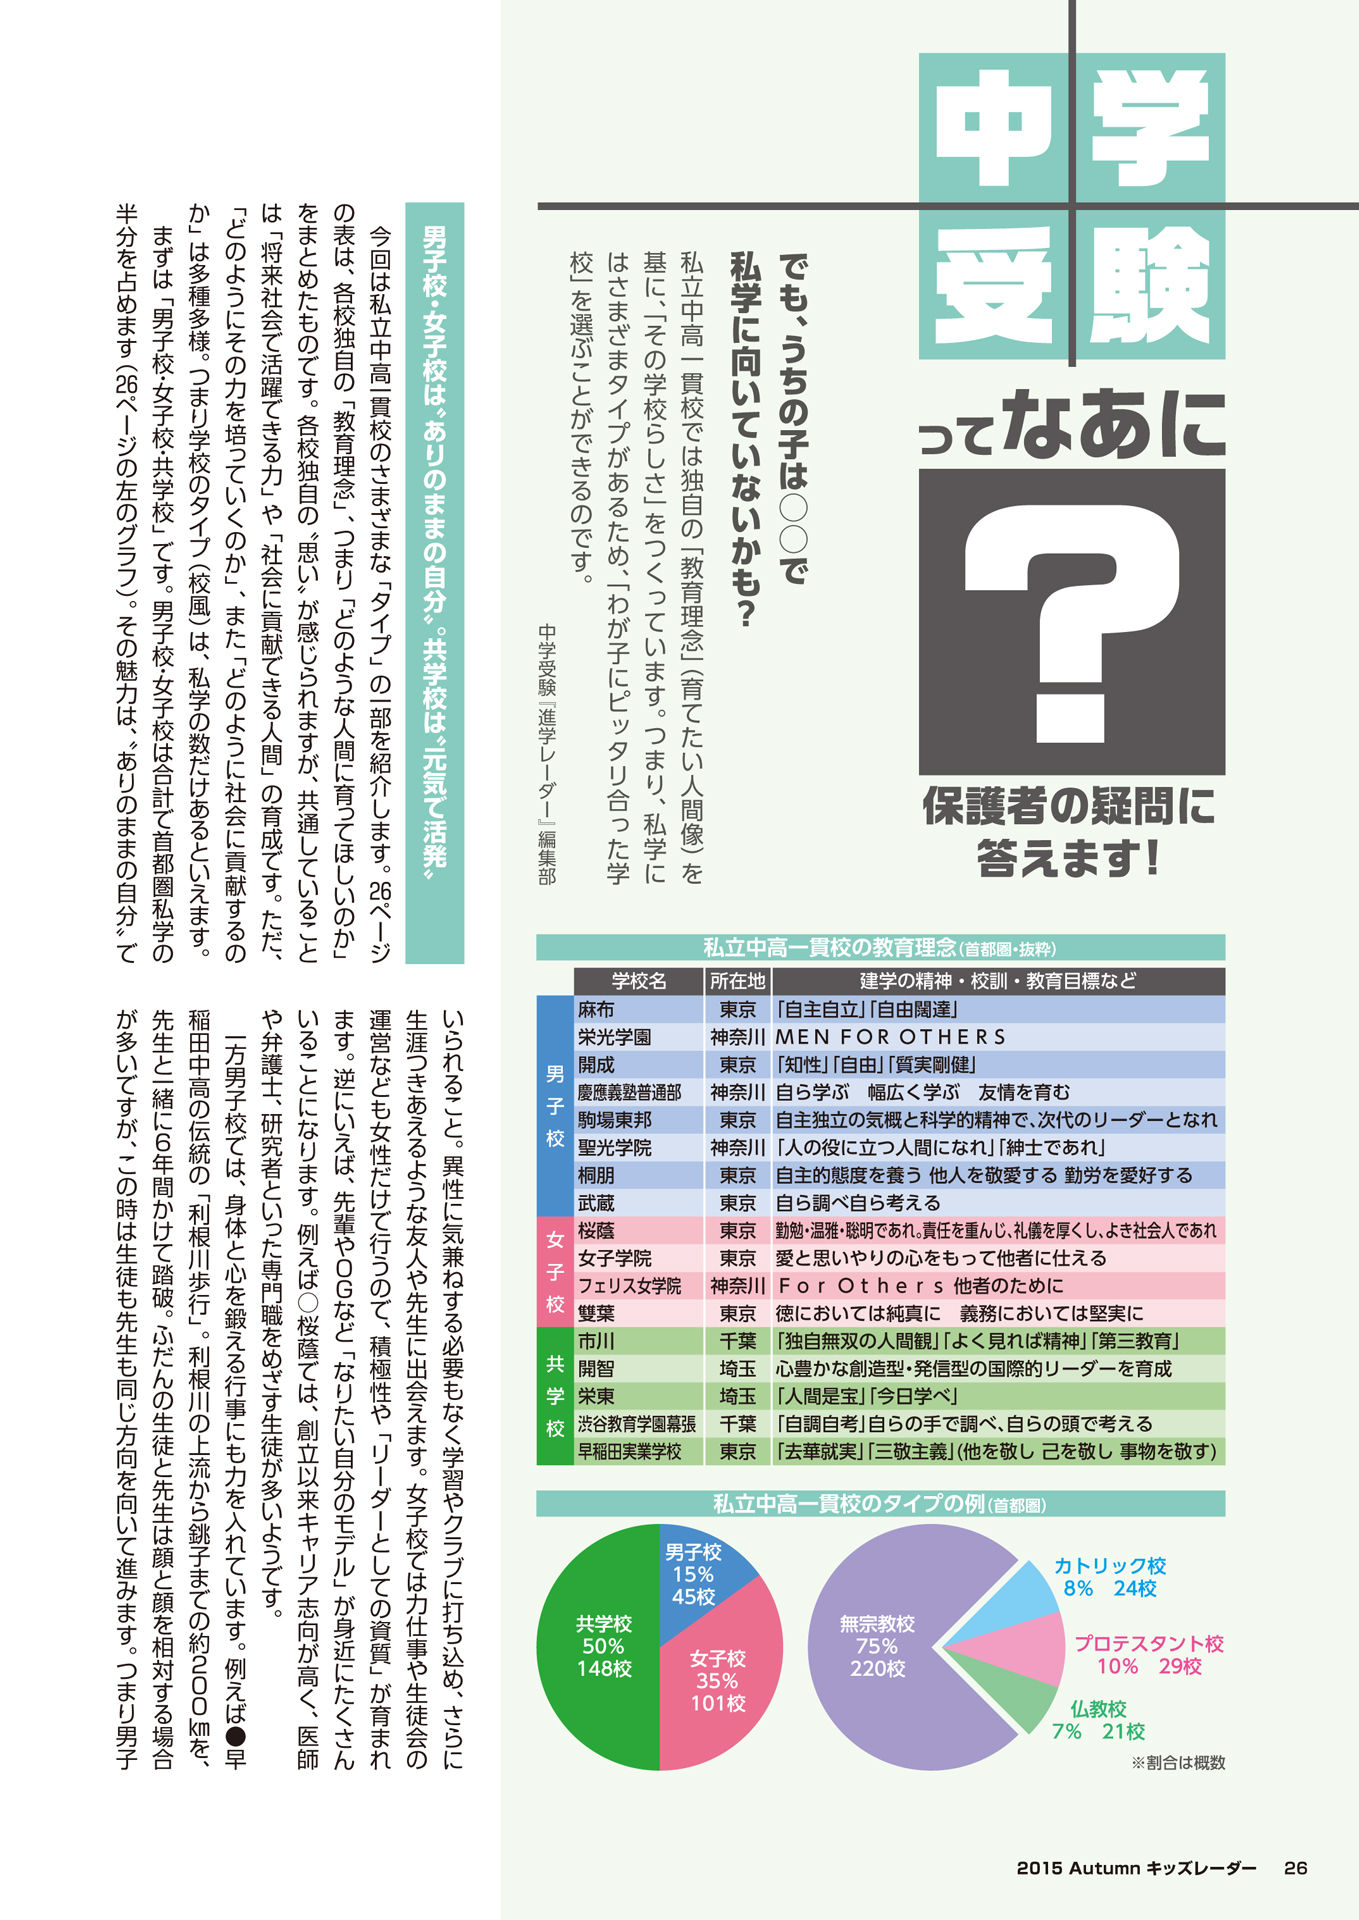 中学
受験
ってなあに
?
保護者の疑問に
答えます!
でも、うちの子は○○で
私学に向いていないかも?
私立中高一貫校では独自の「教育理念」(育てたい人間像)を
基に、「その学校らしさ」をつくっています。つまり、私学に
はさまざまタイプがあるため、「わが子にピッタリ合った学
校」を選ぶことができるのです。
中学受験『進学レーダー』編集部
私立中高一貫校の教育理念(首都圏・抜粋)
学校名 所在地 建学の精神・校訓・教育目標など
男子校
麻布 東京 「自主自立」「自由闊達」
栄光学園 神奈川 MEN FOR OTHERS
開成 東京 「知性」「自由」「質実剛健」
慶應義塾普通部 神奈川 自ら学ぶ 幅広く学ぶ 友情を育む
駒場東邦 東京 自主独立の気概と科学的精神で、次代のリーダーとなれ
聖光学院 神奈川 「人の役に立つ人間になれ」「紳士であれ」
桐朋 東京 自主的態度を養う 他人を敬愛する 勤労を愛好する
武蔵 東京 自ら調べ自ら考える
女子校
桜蔭 東京 勤勉・温雅・聡明であれ。責任を重んじ、礼儀を厚くし、よき社会人であれ
女子学院 東京 愛と思いやりの心をもって他者に仕える
フェリス女学院 神奈川 For Others 他者のために
雙葉 東京 徳においては純真に 義務においては堅実に
共学校
市川 千葉 「独自無双の人間観」「よく見れば精神」「第三教育」
開智 埼玉 心豊かな創造型・発信型の国際的リーダーを育成
栄東 埼玉 「人間是宝」「今日学べ」
渋谷教育学園幕張 千葉 「自調自考」自らの手で調べ、自らの頭で考える
早稲田実業学校 東京 「去華就実」「三敬主義」(他を敬し 己を敬し 事物を敬す)
私立中高一貫校のタイプの例(首都圏)
男子校
15%
45校
女子校
35%
101校
共学校
50%
148校
無宗教校
75%
220校
カトリック校
8% 24校
プロテスタント校
10% 29校
仏教校
7% 21校
※割合は概数
男子校・女子校は〝ありのままの自分〟。共学校は〝元気で活発〟
今回は私立中高一貫校のさまざまな「タイプ」の一部を紹介します。26ページ
の表は、各校独自の「教育理念」、つまり「どのような人間に育ってほしいのか」
をまとめたものです。各校独自の〝思い〟が感じられますが、共通していること
は「将来社会で活躍できる力」や「社会に貢献できる人間」の育成です。ただ、
「どのようにその力を培っていくのか」、また「どのように社会に貢献するの
か」は多種多様。つまり学校のタイプ(校風)は、私学の数だけあるといえます。
まずは「男子校・女子校・共学校」です。男子校・女子校は合計で首都圏私学の
半分を占めます(26ページの左のグラフ)。その魅力は、〝ありのままの自分〟で
いられること。異性に気兼ねする必要もなく学習やクラブに打ち込め、さらに
生涯つきあえるような友人や先生に出会えます。女子校では力仕事や生徒会の
運営なども女性だけで行うので、積極性や「リーダーとしての資質」が育まれ
ます。逆にいえば、先輩やOGなど「なりたい自分のモデル」が身近にたくさん
いることになります。例えば○桜蔭では、創立以来キャリア志向が高く、医師
や弁護士、研究者といった専門職をめざす生徒が多いようです。
一方男子校では、身体と心を鍛える行事にも力を入れています。例えば●早
稲田中高の伝統の「利根川歩行」。利根川の上流から銚子までの約200㎞を、
先生と一緒に6年間かけて踏破。ふだんの生徒と先生は顔と顔を相対する場合
が多いですが、この時は生徒も先生も同じ方向を向いて進みます。つまり男子
2015 Autumn キッズレーダー 26